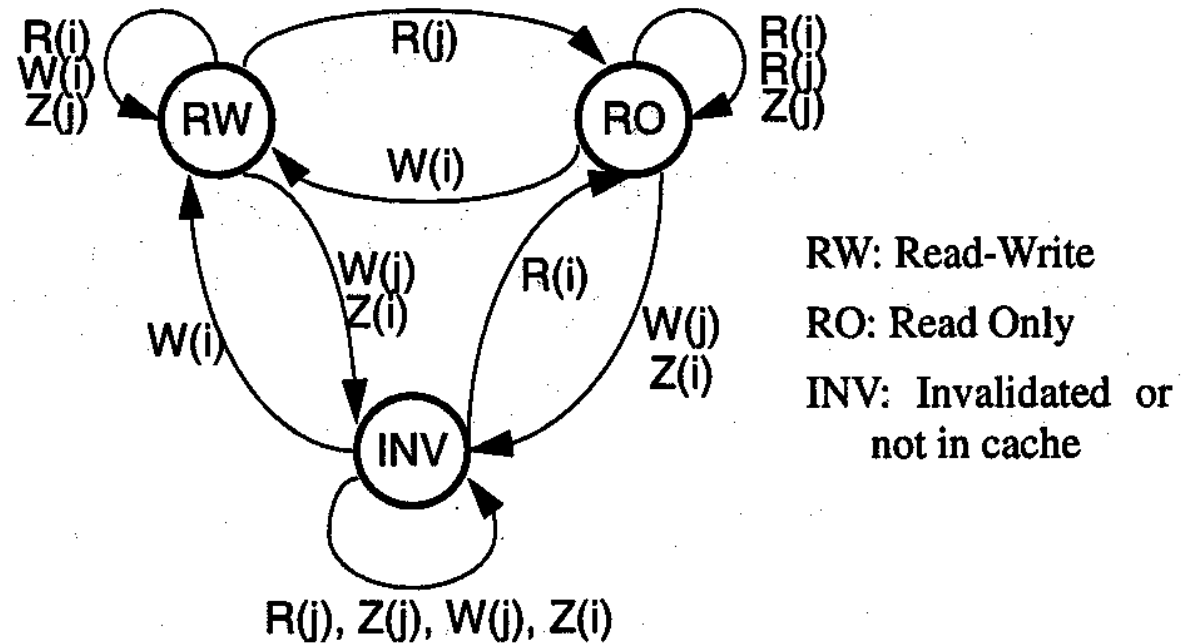 R(i)
W(i)
Z(j)
RW
R(j)
RO
R(i)
R(j)
Z(j)
W(i)
W(j)
Z(i)
R(i)
W(j)
Z(i)
W(i)
INV
R(j), Z(j), W(j), Z(i)
RW: Read-Write
RO: Read Only
INV: Invalidated or
not in cache